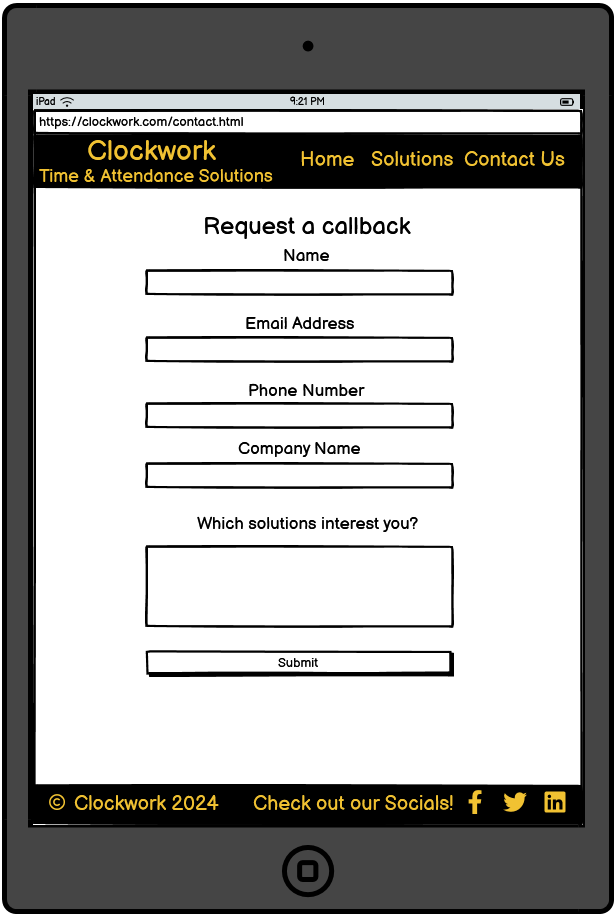 iPad 9:21 PM
https://clockwork.com/contact.html
Clockwork
Time & Attendance Solutions
Home Solutions Contact Us
Request a callback
Name
Email Address
Phone Number
Company Name
Which solutions interest you?
Submit
© Clockwork 2024 Check out our Socials!